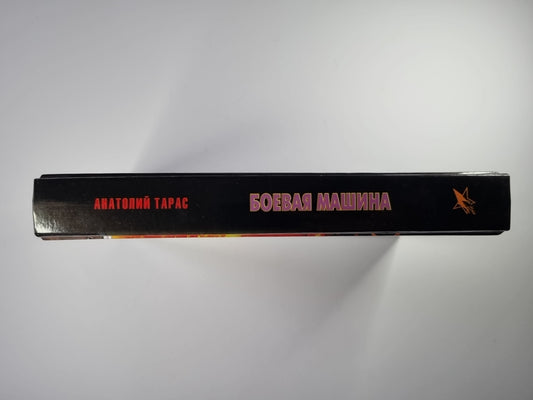 АНАТОЛИЙ ТАРАС
БОЕВАЯ МАШИНА